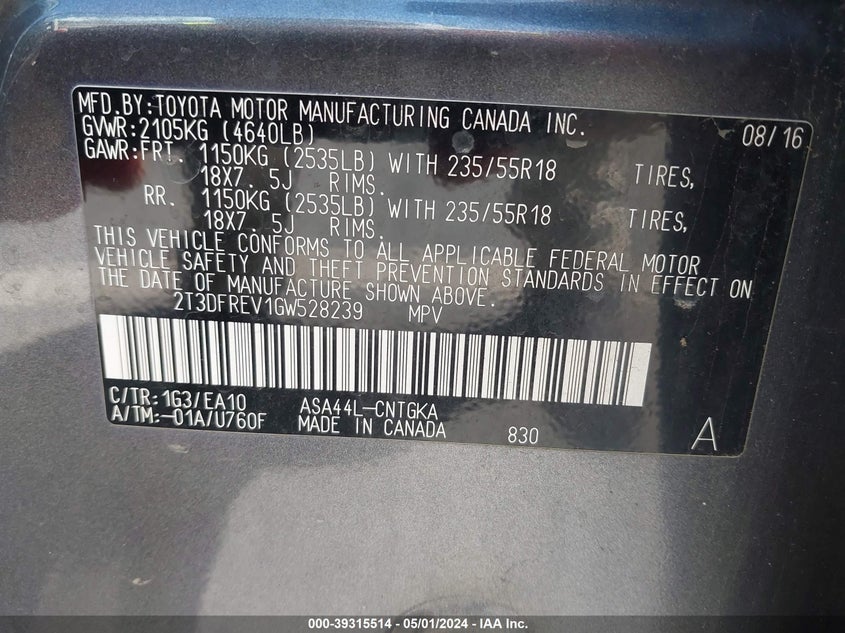 MFD.BY:TOYOTA MOTOR MANUFACTURING CANADA INC. 08/16
GVWR:2105KG (4640LB)
GAWR:FRT. 1150KG (2535LB) WITH 235/55R18 TIRES,
18X7. 5J RIMS.
RR. 1150KG (2535LB) WITH 235/55R18 TIRES,
18X7. 5J RIMS.
THIS VEHICLE CONFORMS TO ALL APPLICABLE FEDERAL MOTOR
VEHICLE SAFETY AND THEFT PREVENTION STANDARDS IN EFFECT ON
THE DATE OF MANUFACTURE SHOWN ABOVE.
2T3DFREV1GW528239 MPV
C/TR:1G3/EA10 ASA44L-CNTGKA
A/TM:-01A/U760F MADE IN CANADA 830 A
000-39315514 - 05/01/2024 - IAA Inc.